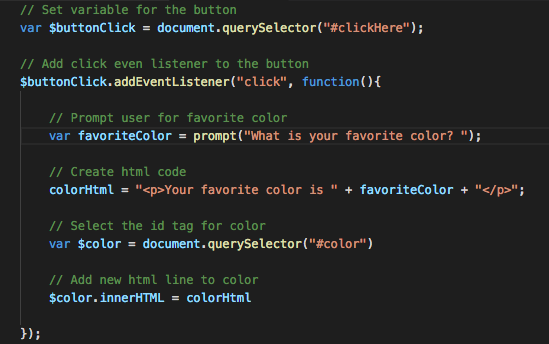 // Set variable for the button
var $buttonClick = document.querySelector("#clickHere");
// Add click even listener to the button
$buttonClick.addEventListener("click", function(){
// Prompt user for favorite color
var favoriteColor = prompt("What is your favorite color? ");
// Create html code
colorHtml = "<p>Your favorite color is " + favoriteColor + "</p>";
// Select the id tag for color
var $color = document.querySelector("#color")
// Add new html line to color
$color.innerHTML = colorHtml
});